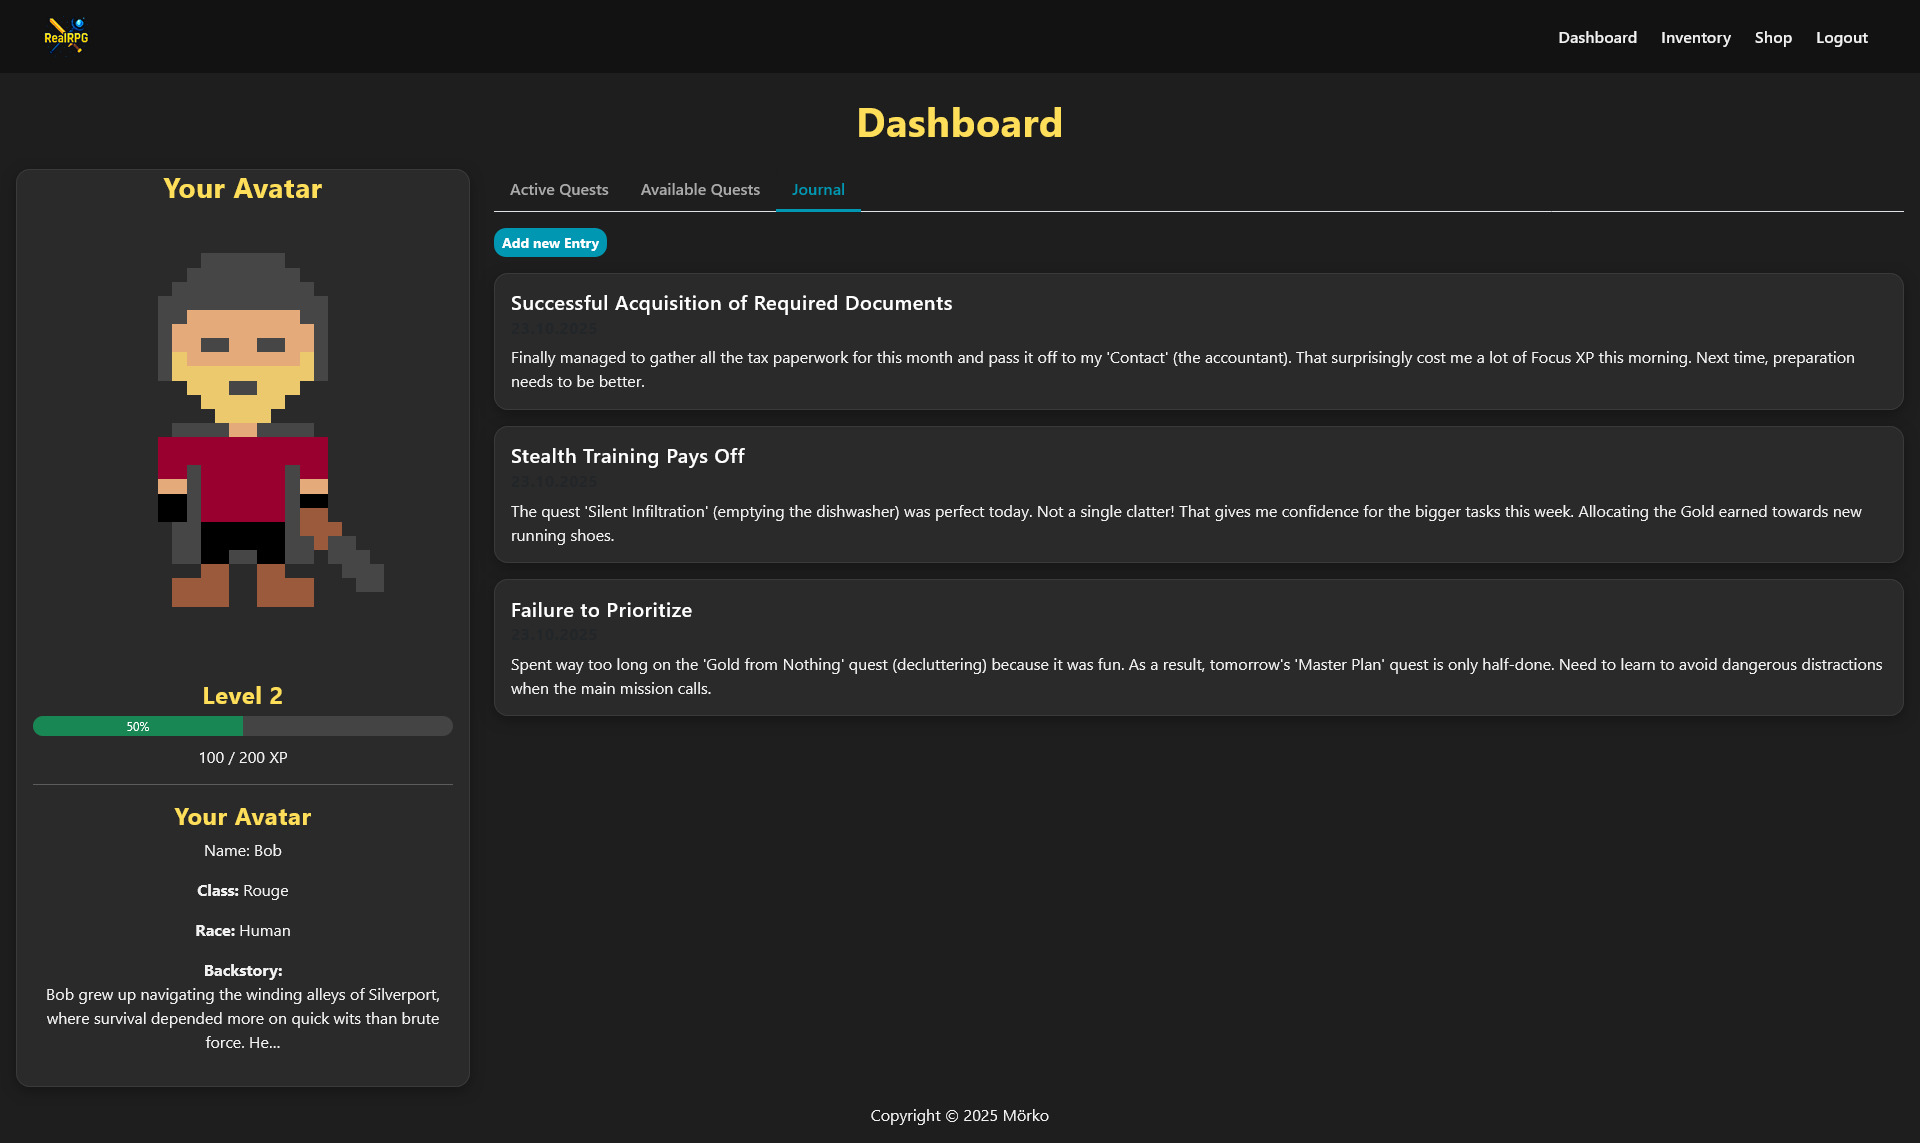 RealRPG
Dashboard
Inventory
Shop
Logout
Dashboard
Your Avatar
Level 2
50%
100 / 200 XP
Your Avatar
Name: Bob
Class: Rouge
Race: Human
Backstory:
Bob grew up navigating the winding alleys of Silverport,
where survival depended more on quick wits than brute
force. He...
Active Quests
Available Quests
Journal
Add new Entry
Successful Acquisition of Required Documents
23.10.2025
Finally managed to gather all the tax paperwork for this month and pass it off to my 'Contact' (the accountant). That surprisingly cost me a lot of Focus XP this morning. Next time, preparation
needs to be better.
Stealth Training Pays Off
23.10.2025
The quest 'Silent Infiltration' (emptying the dishwasher) was perfect today. Not a single clatter! That gives me confidence for the bigger tasks this week. Allocating the Gold earned towards new
running shoes.
Failure to Prioritize
23.10.2025
Spent way too long on the 'Gold from Nothing' quest (decluttering) because it was fun. As a result, tomorrow's 'Master Plan' quest is only half-done. Need to learn to avoid dangerous distractions
when the main mission calls.
Copyright © 2025 Mörko